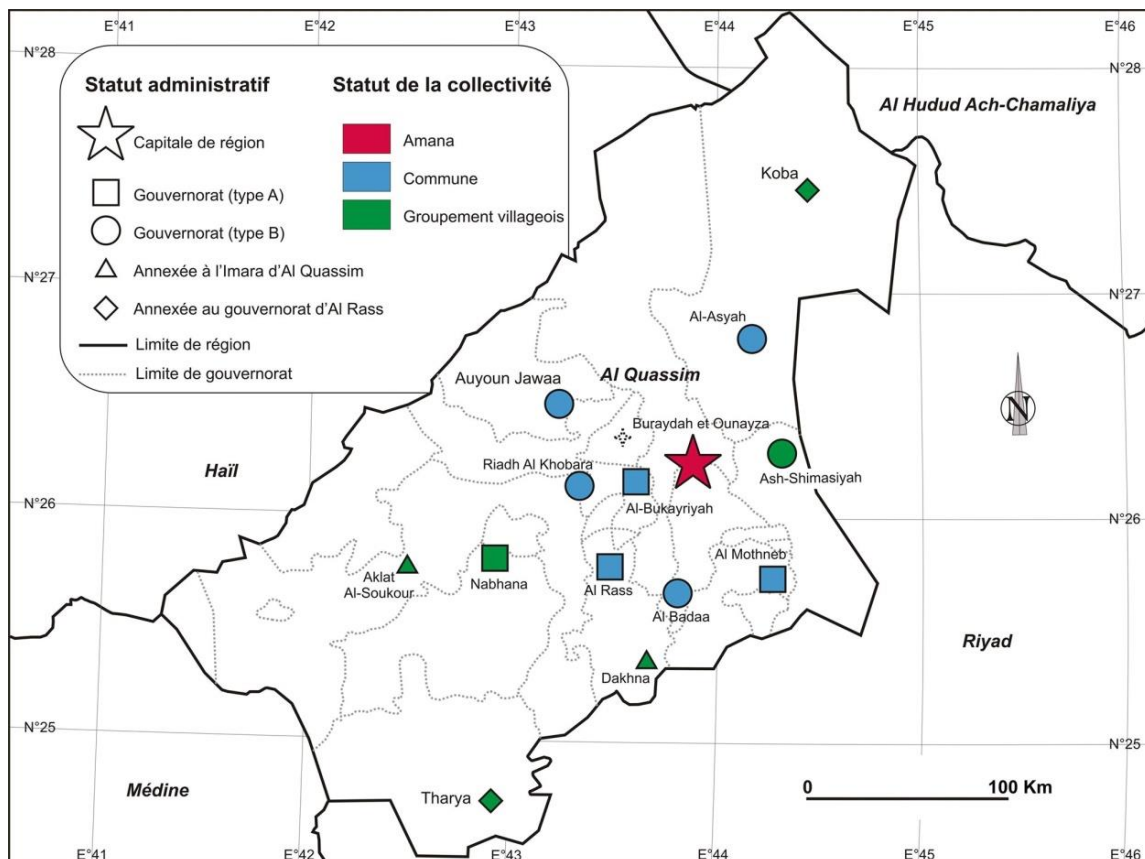 E°41 E°42 E°43 E°44 E°45 E°46
N°28 N°28
Statut administratif
Capitale de région
Gouvernorat (type A)
Gouvernorat (type B)
Annexée à l'Imara d'Al Quassim
Annexée au gouvernorat d'Al Rass
Limite de région
Limite de gouvernorat
Statut de la collectivité
Amana
Commune
Groupement villageois
Al Hudud Ach-Chamaliya
Koba
N°27 N°27
Al-Asyah
Al Quassim
Auyoun Jawaa
Buraydah et Ounayza
N
Haïl
Riadh Al Khobara
Ash-Shimasiyah
Al-Bukayriyah
N°26 N°26
Al Mothneb
Aklat
Al-Soukour
Nabhana
Al Rass
Al Badaa
Riyad
Dakhna
N°25 N°25
Médine
Tharya
0 100 Km
E°41 E°42 E°43 E°44 E°45 E°46